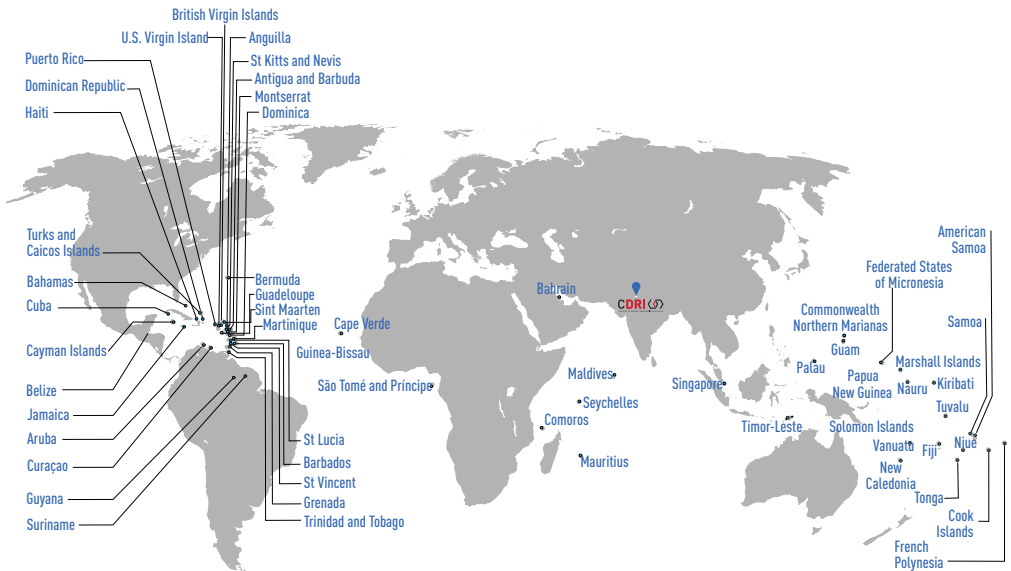 British Virgin Islands
U.S. Virgin Island
Anguilla
Puerto Rico
St Kitts and Nevis
Dominican Republic
Antigua and Barbuda
Montserrat
Haiti
Dominica
Turks and
Caicos Islands
Bahamas
Cuba
Cayman Islands
Belize
Jamaica
Aruba
Curaçao
Guyana
Suriname
Bermuda
Guadeloupe
Sint Maarten
Martinique
St Lucia
Barbados
St Vincent
Grenada
Trinidad and Tobago
Cape Verde
Guinea-Bissau
São Tomé and Príncipe
Bahrain
CDRI
Maldives
Seychelles
Comoros
Mauritius
Singapore
Timor-Leste
American
Samoa
Federated States
of Micronesia
Commonwealth
Northern Marianas
Guam
Samoa
Palau
Marshall Islands
Papua
New Guinea
Nauru
Kiribati
Tuvalu
Solomon Islands
Vanuatu
Fiji
Niue
New
Caledonia
Tonga
Cook
Islands
French
Polynesia